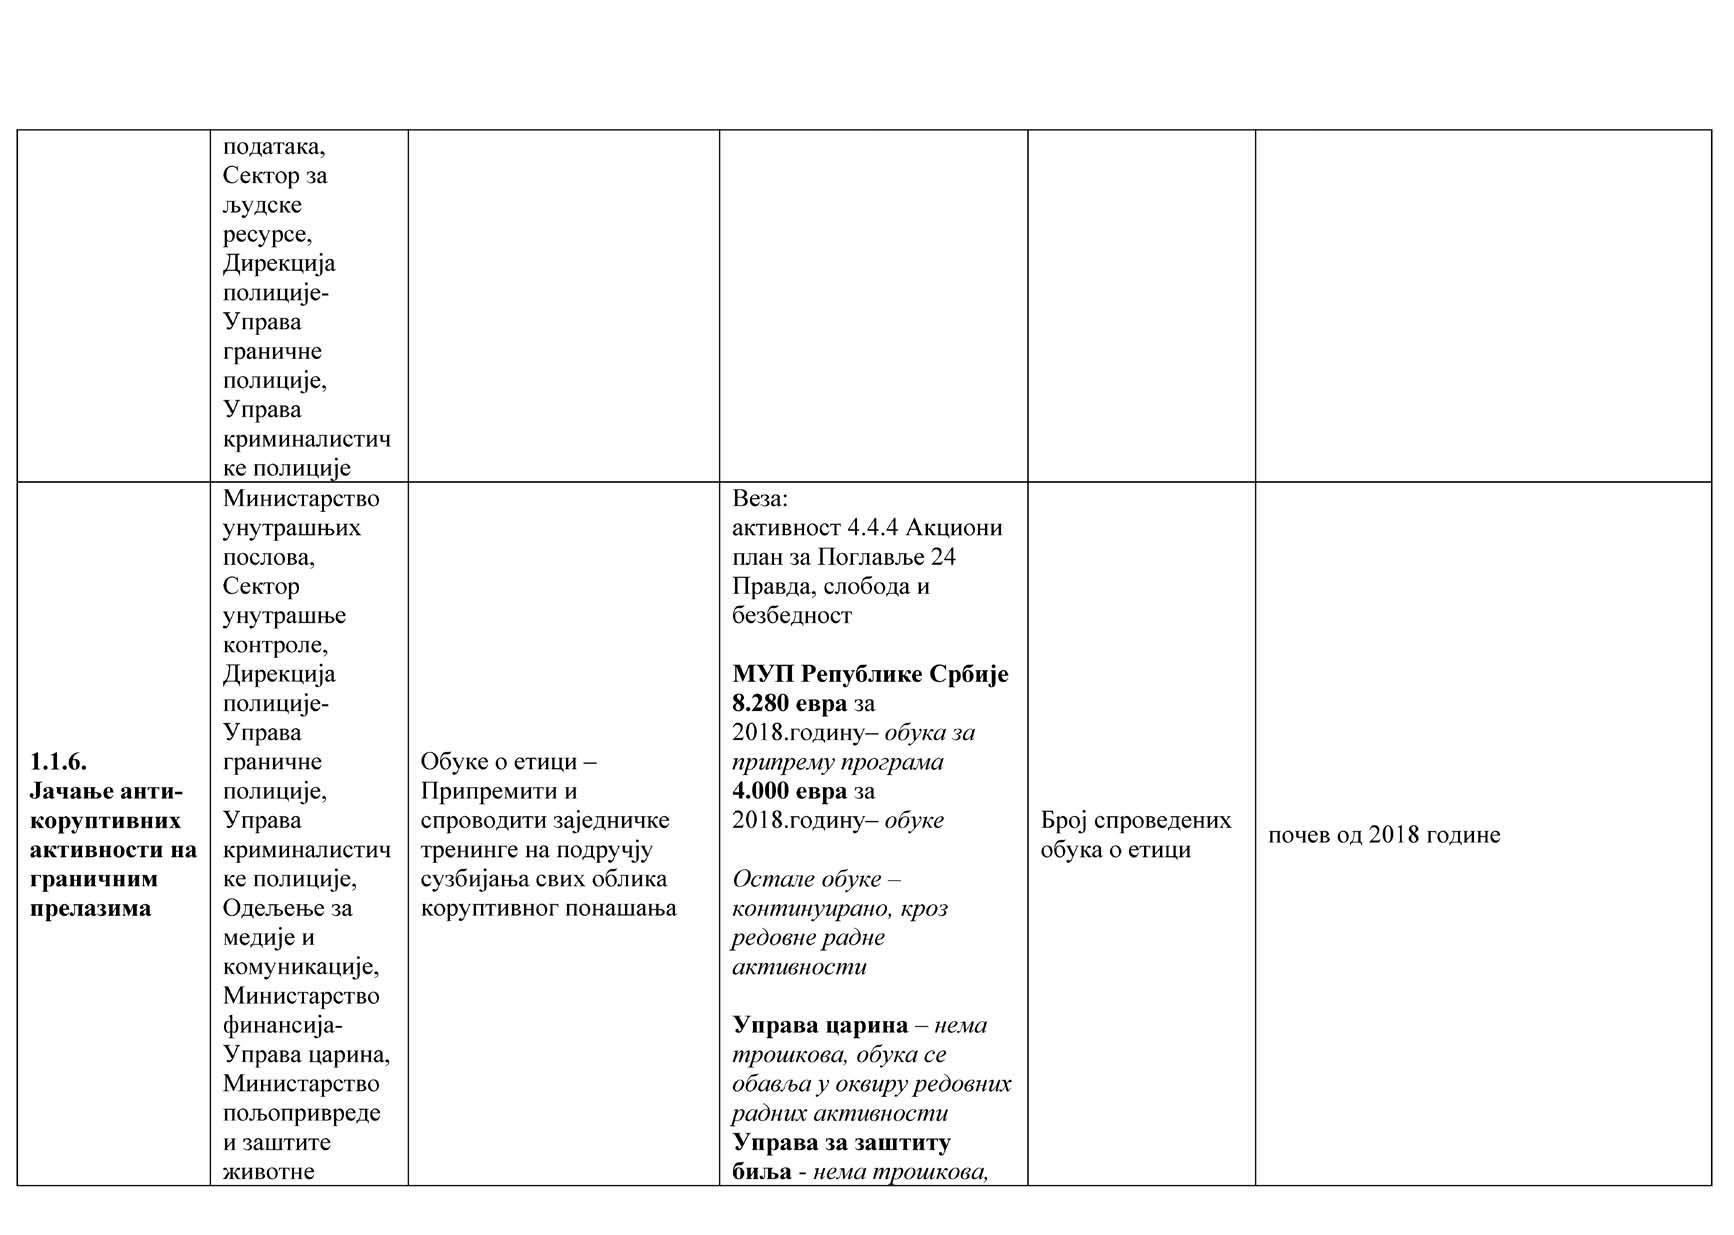 података,
Сектор за
људске
ресурсе,
Дирекција
полиције-
Управа
граничне
полиције,
Управа
криминалистич
ке полиције
1.1.6.
Јачање анти-
коруптивних
активности на
граничним
прелазима
Министарство
унутрашњих
послова,
Сектор
унутрашње
контроле,
Дирекција
полиције-
Управа
граничне
полиције,
Управа
криминалистич
ке полиције,
Одељење за
медије и
комуникације,
Министарство
финансија-
Управа царина,
Министарство
пољопривреде
и заштите
животне
Обуке о етици –
Припремити и
спроводити заједничке
тренинге на подручју
сузбијања свих облика
коруптивног понашања
Веза:
активност 4.4.4 Акциони
план за Поглавље 24
Правда, слобода и
безбедност
МУП Републике Србије
8.280 евра за
2018.годину– обука за
припрему програма
4.000 евра за
2018.годину– обуке
Остале обуке –
континуирано, кроз
редовне радне
активности
Управа царина – нема
трошкова, обука се
обавља у оквиру редовних
радних активности
Управа за заштиту
биља - нема трошкова,
Број спроведених
обука о етици
почев од 2018 године